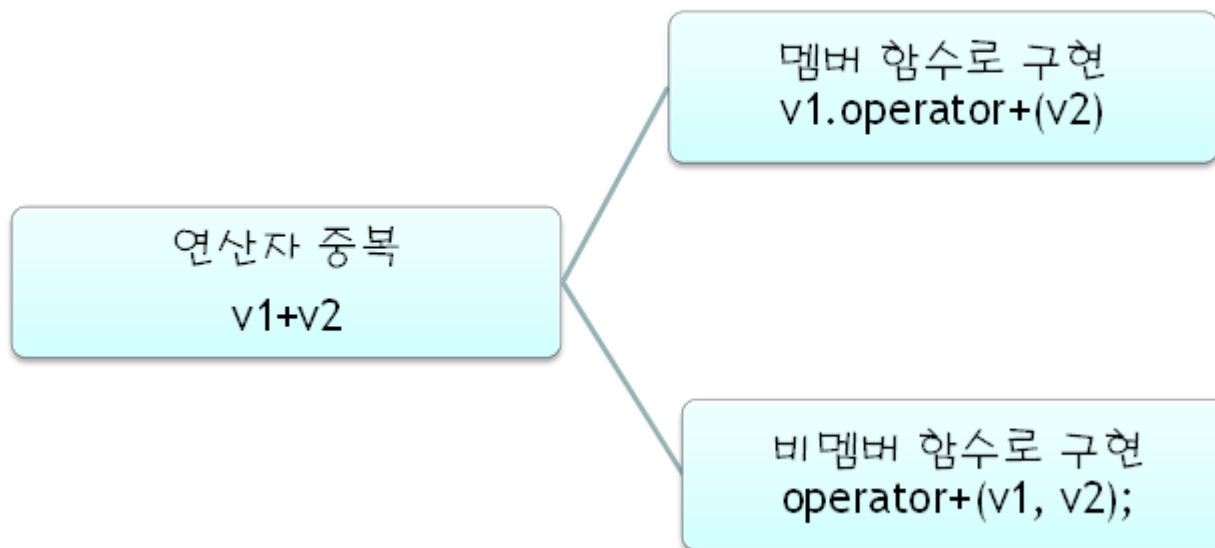 멤버 함수로 구현
v1.operator+(v2)
연산자 중복
v1+v2
비멤버 함수로 구현
operator+(v1, v2);